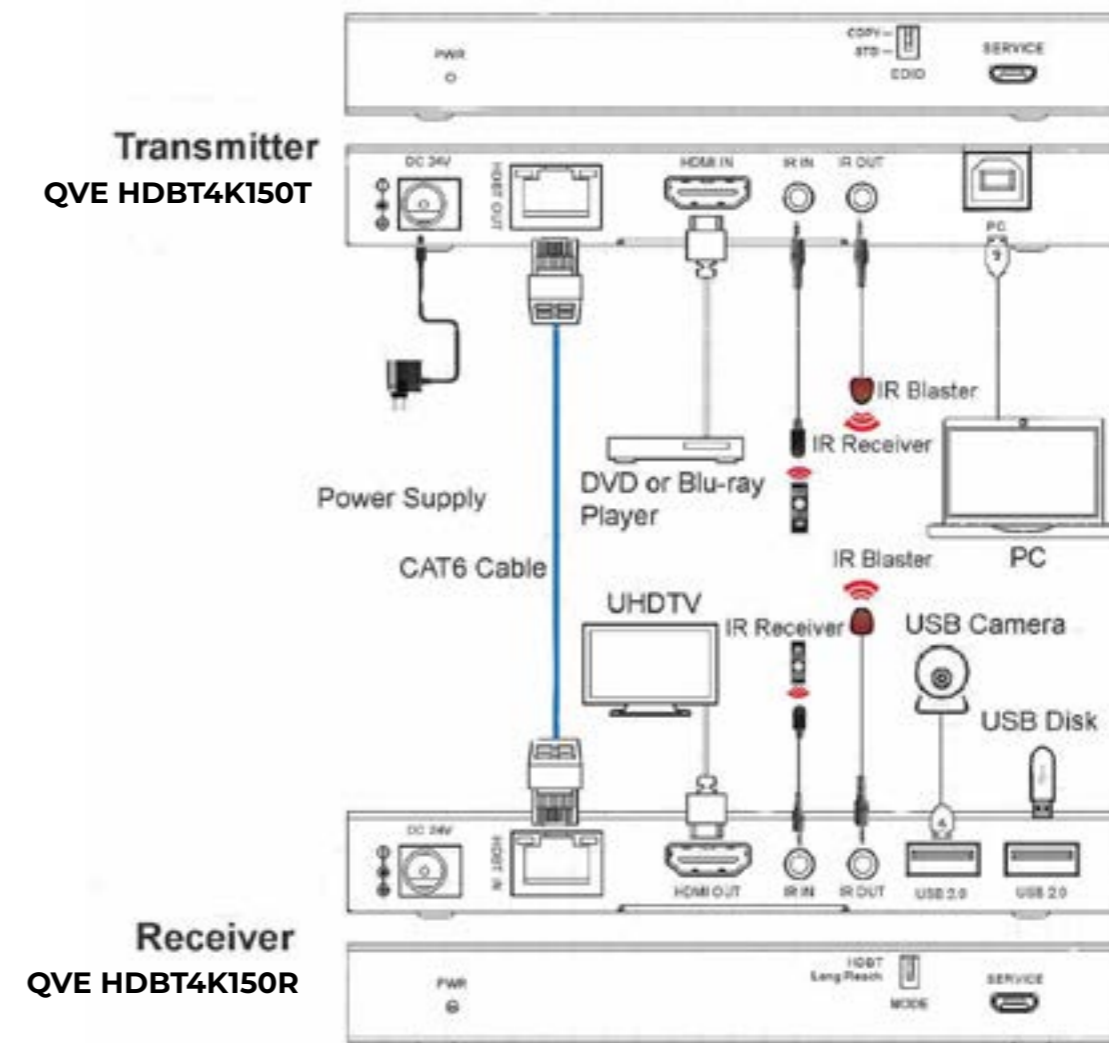 PWR
COPY
STD
EDID
SERVICE
Transmitter
QVE HDBT4K150T
DC 24V
HDBT OUT
HDMI IN
IR IN
IR OUT
PC
IR Blaster
IR Receiver
DVD or Blu-ray
Player
Power Supply
PC
CAT6 Cable
IR Blaster
UHDTV
IR Receiver
USB Camera
USB Disk
DC 24V
HDBT IN
HDMI OUT
IR IN
IR OUT
USB 2.0
USB 2.0
Receiver
QVE HDBT4K150R
PWR
HDBT
Long Reach
MODE
SERVICE